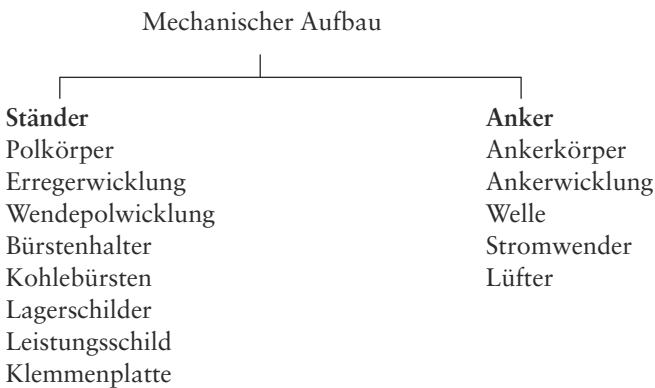 Mechanischer Aufbau
Ständer
Polkörper
Erregerwicklung
Wendepolwicklung
Bürstenhalter
Kohlebürsten
Lagerschilder
Leistungsschild
Klemmenplatte
Anker
Ankerkörper
Ankerwicklung
Welle
Stromwender
Lüfter